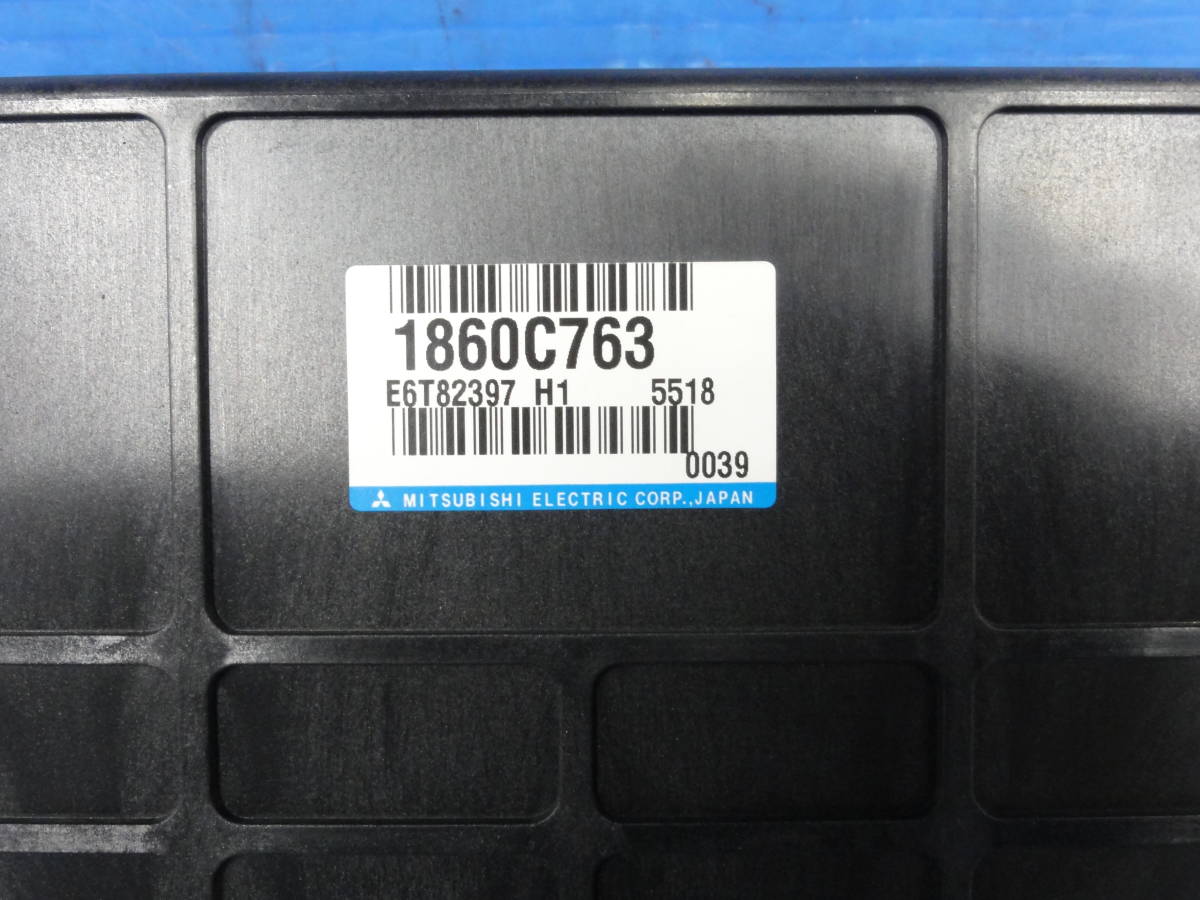 1860C763
E6T82397 H1 5518
0039
MITSUBISHI ELECTRIC CORP.,JAPAN